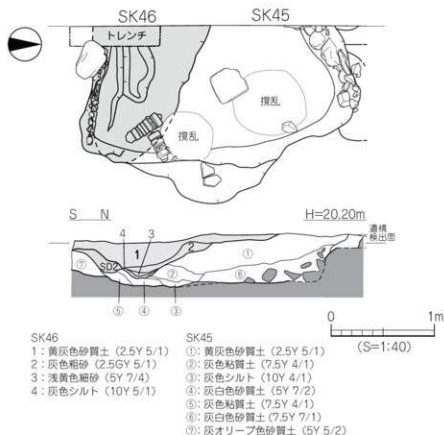 SK46 SK45
トレンチ
撹乱
撹乱
S N H=20.20m
遺構
検出面
4 3 2
1 ①
⑦ SD2 ② ⑥
⑤ ④ ③
SK46
1：黄灰色砂質土（2.5Y 5/1）
2：灰色粗砂（2.5GY 5/1）
3：浅黄色細砂（5Y 7/4）
4：灰色シルト（10Y 5/1）
SK45
①：黄灰色砂質土（2.5Y 5/1）
②：灰色粘質土（7.5Y 4/1）
③：灰色シルト（10Y 4/1）
④：灰白色砂質土（5Y 7/2）
⑤：灰色粘質土（7.5Y 4/1）
⑥：灰白色砂質土（7.5Y 7/1）
⑦：灰オリーブ色砂質土（5Y 5/2）
0 1m
(S=1:40)